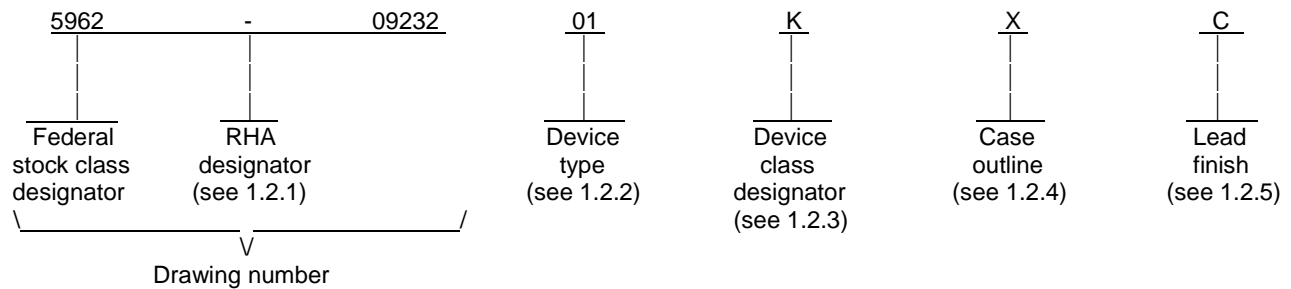 5962 - 09232 01 K X C
Federal stock class designator
RHA designator (see 1.2.1)
Device type (see 1.2.2)
Device class designator (see 1.2.3)
Case outline (see 1.2.4)
Lead finish (see 1.2.5)
\ / 
\/
Drawing number